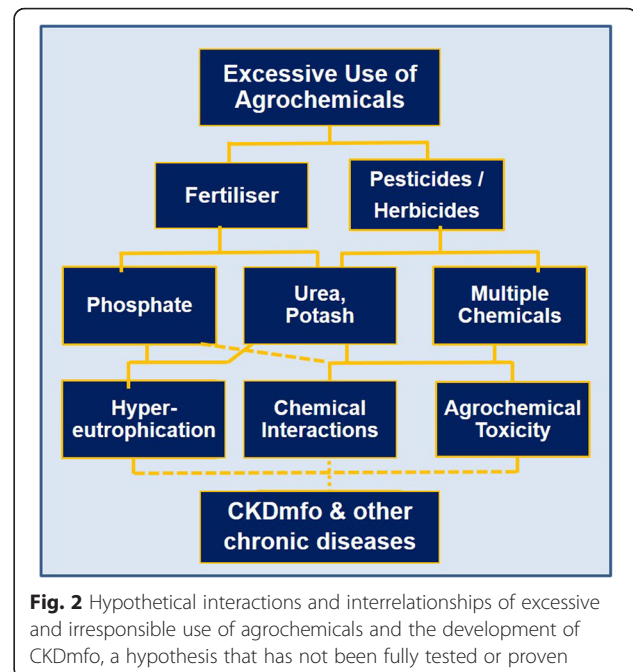 Excessive Use of
Agrochemicals
Fertiliser
Pesticides /
Herbicides
Phosphate
Urea,
Potash
Multiple
Chemicals
Hyper-
eutrophication
Chemical
Interactions
Agrochemical
Toxicity
CKDmfo & other
chronic diseases
Fig. 2 Hypothetical interactions and interrelationships of excessive
and irresponsible use of agrochemicals and the development of
CKDmfo, a hypothesis that has not been fully tested or proven